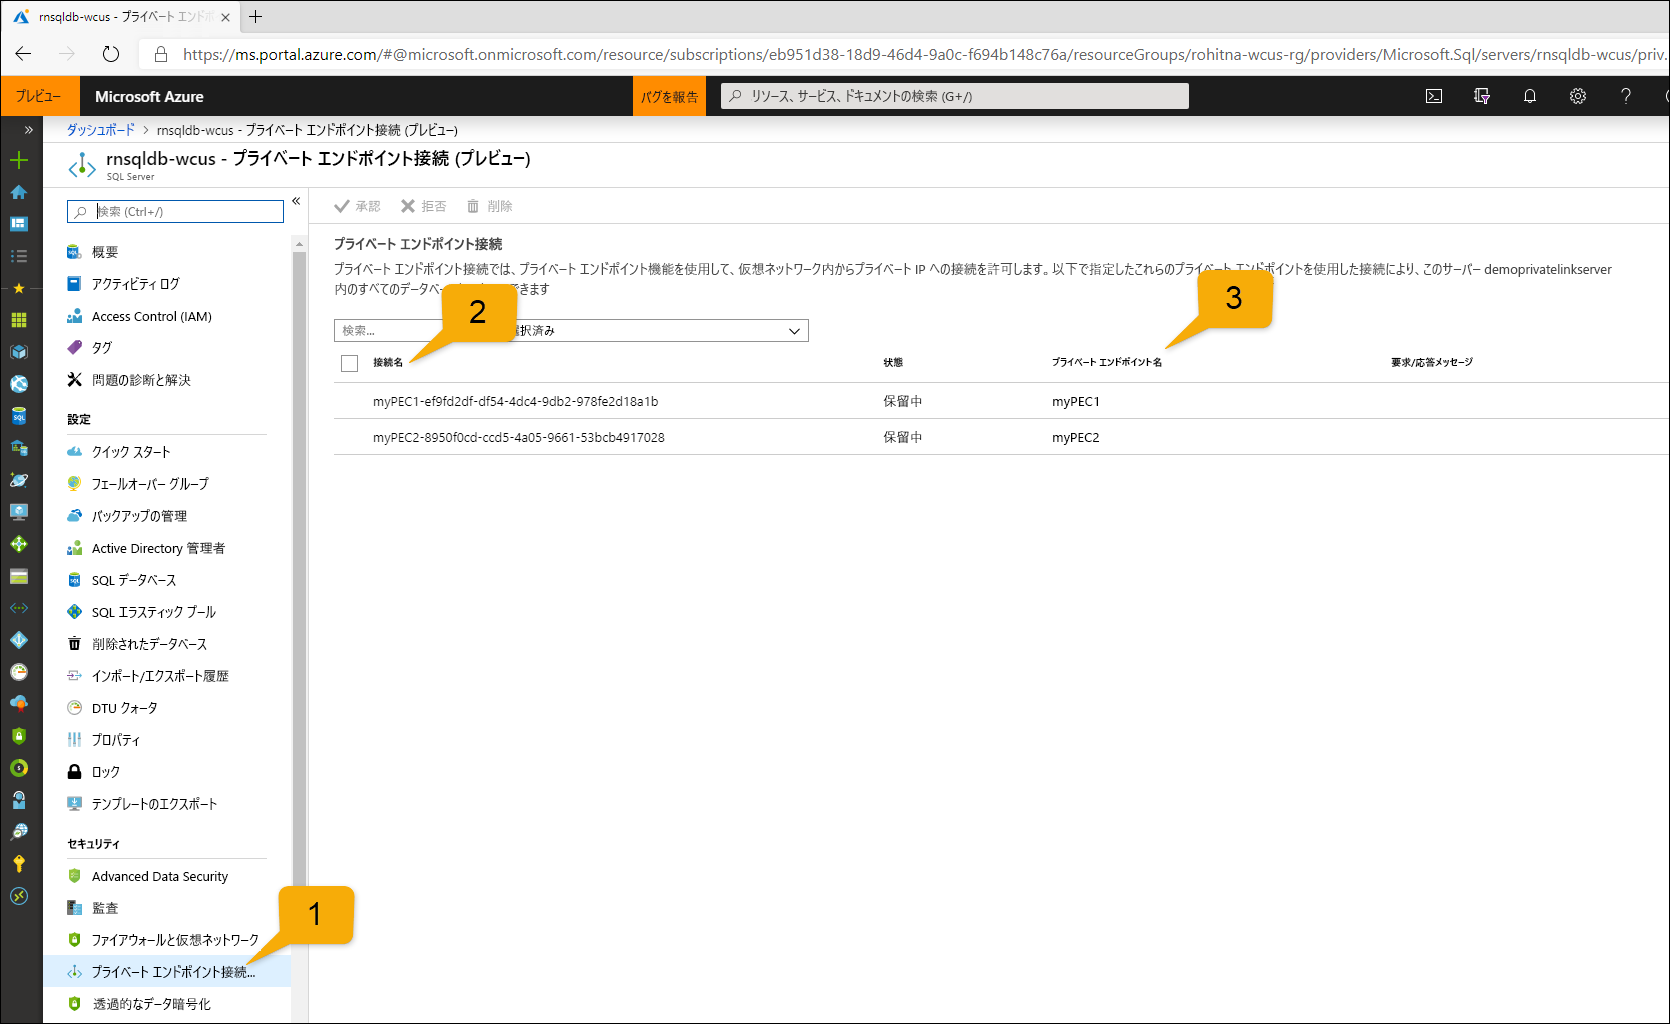 rnsqldb-wcus - プライベート エンドポ
https://ms.portal.azure.com/#@microsoft.onmicrosoft.com/resource/subscriptions/eb951d38-18d9-46d4-9a0c-f694b148c76a/resourceGroups/rohitna-wcus-rg/providers/Microsoft.Sql/servers/rnsqldb-wcus/priv.
プレビュー
Microsoft Azure
バグを報告
リソース、サービス、ドキュメントの検索 (G+/)
ダッシュボード > rnsqldb-wcus - プライベート エンドポイント接続 (プレビュー)
rnsqldb-wcus - プライベート エンドポイント接続 (プレビュー)
SQL Server
検索 (Ctrl+/)
概要
アクティビティ ログ
Access Control (IAM)
タグ
問題の診断と解決
設定
クイック スタート
フェールオーバー グループ
バックアップの管理
Active Directory 管理者
SQL データベース
SQL エラスティック プール
削除されたデータベース
インポート/エクスポート履歴
DTU クォータ
プロパティ
ロック
テンプレートのエクスポート
セキュリティ
Advanced Data Security
監査
ファイアウォールと仮想ネットワーク
プライベート エンドポイント接続...
透過的なデータ暗号化
1
承認 拒否 削除
プライベート エンドポイント接続
プライベート エンドポイント接続では、プライベート エンドポイント機能を使用して、仮想ネットワーク内からプライベート IP への接続を許可します。以下で指定したこれらのプライベート エンドポイントを使用した接続により、このサーバー demoprivatelinkserver
内のすべてのデータベー できます
2
3
検索... 択済み
接続名 状態 プライベート エンドポイント名 要求/応答メッセージ
myPEC1-ef9fd2df-df54-4dc4-9db2-978fe2d18a1b 保留中 myPEC1
myPEC2-8950f0cd-ccd5-4a05-9661-53bcb4917028 保留中 myPEC2